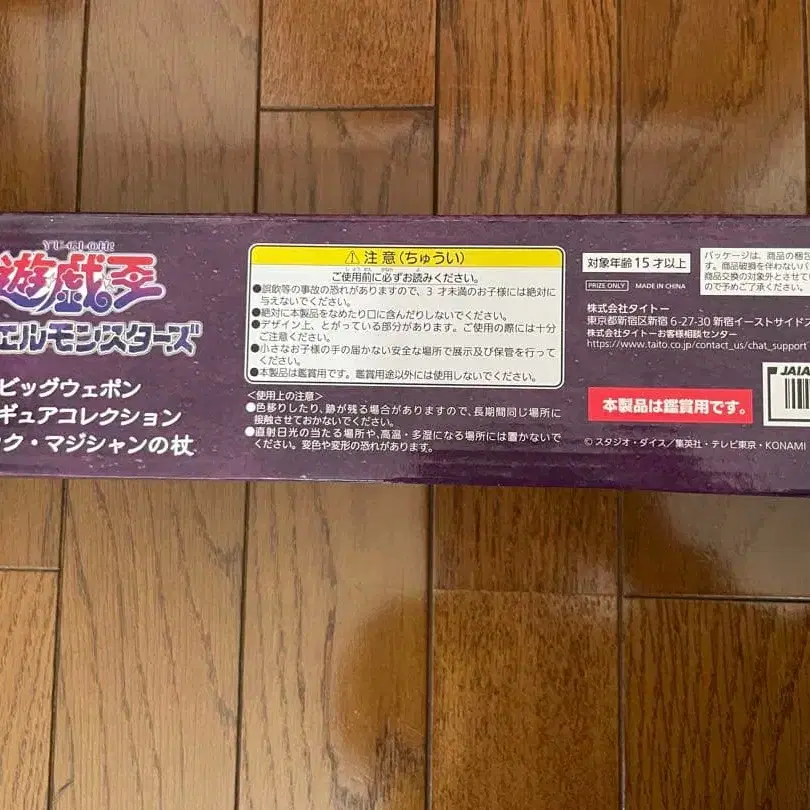 YU-GI-OH!
遊戯王
エルモンスターズ
ビッグウェポン
ギュアコレクション
ク・マジシャンの杖
⚠注意(ちゅうい)
ご使用前に必ずお読みください。
●誤飲等の事故の恐れがありますので、3才未満のお子様には絶対に
与えないでください。
●絶対に本製品をなめたり口に含んだりしないでください。
●デザイン上、とがっている部分があります。ご使用の際には十分
ご注意ください。
●小さなお子様の手の届かない安全な場所で展示及び保管を行って
ください。
●本製品は鑑賞用です。鑑賞用途以外には使用しないでください。
<使用上の注意>
●色移りしたり、跡が残る場合がありますので、長期間同じ場所に
接触させておかないでください。
●直射日光の当たる場所や、高温・多湿になる場所には置かないで
ください。変色や変形の恐れがあります。
対象年齢15才以上
PRIZE ONLY MADE IN CHINA
パッケージは、商品の梱包
す。商品破損を伴わないパ
商品交換の対象外とさせて
ので予めご了承ください。
株式会社タイトー
東京都新宿区新宿 6-27-30 新宿イーストサイドス
株式会社タイトーお客様相談センター
https://www.taito.co.jp/contact_us/chat_support
本製品は鑑賞用です。
JAIA
© スタジオ・ダイス/集英社・テレビ東京・KONAMI